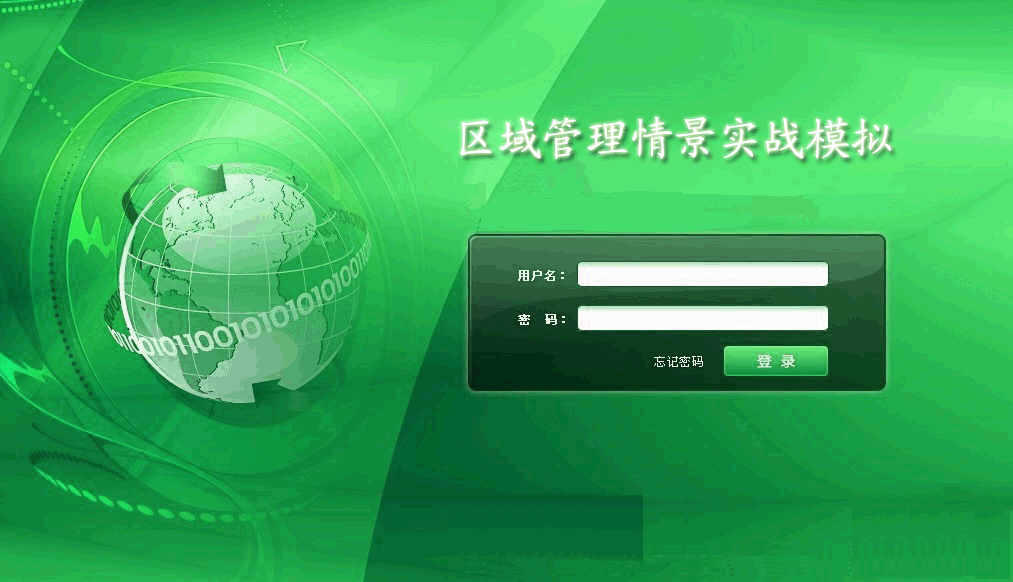 区域管理情景实战模拟
用户名：
密 码：
忘记密码 登 录